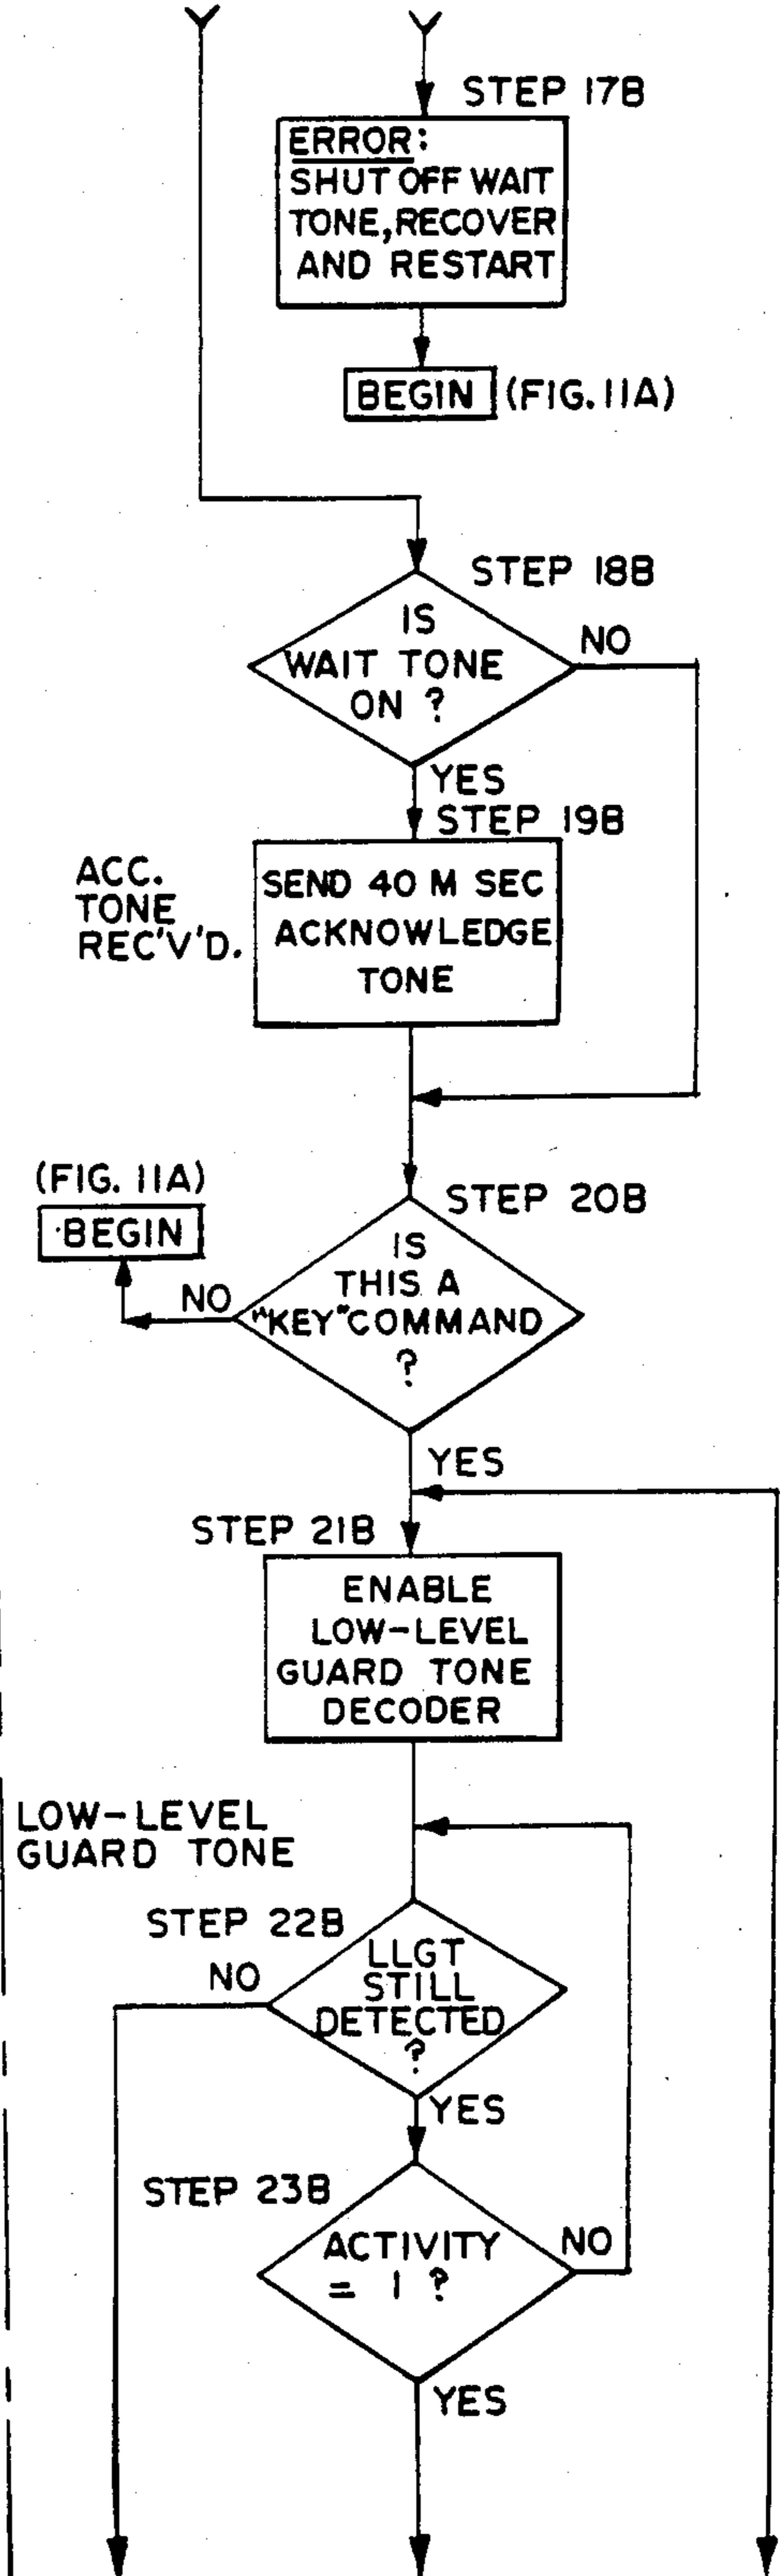 STEP 17B
ERROR:
SHUT OFF WAIT
TONE, RECOVER
AND RESTART
BEGIN (FIG. 11A)
STEP 18B
IS
WAIT TONE
ON ?
NO
YES
STEP 19B
ACC.
TONE
REC'V'D.
SEND 40 M SEC
ACKNOWLEDGE
TONE
(FIG. 11A)
BEGIN
STEP 20B
IS
THIS A
"KEY" COMMAND
?
NO
YES
STEP 21B
ENABLE
LOW-LEVEL
GUARD TONE
DECODER
LOW-LEVEL
GUARD TONE
STEP 22B
LLGT
STILL
DETECTED
?
NO
YES
STEP 23B
ACTIVITY
= 1 ?
NO
YES